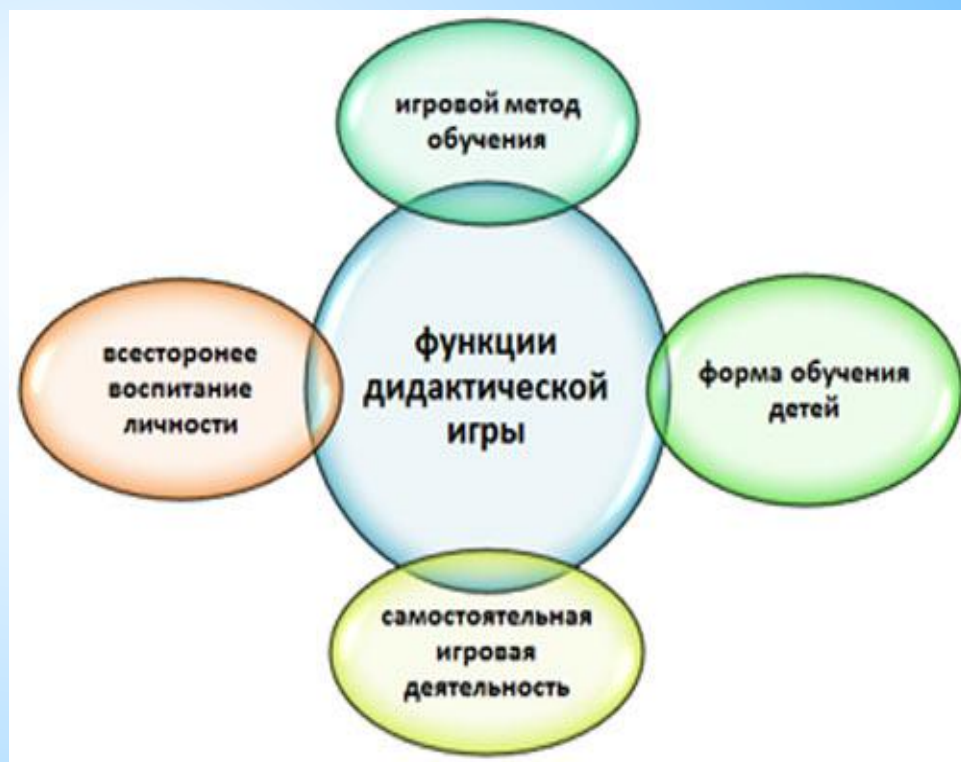 игровой метод
обучения
всесторонее
воспитание
личности
функции
дидактической
игры
форма обучения
детей
самостоятельная
игровая
деятельность